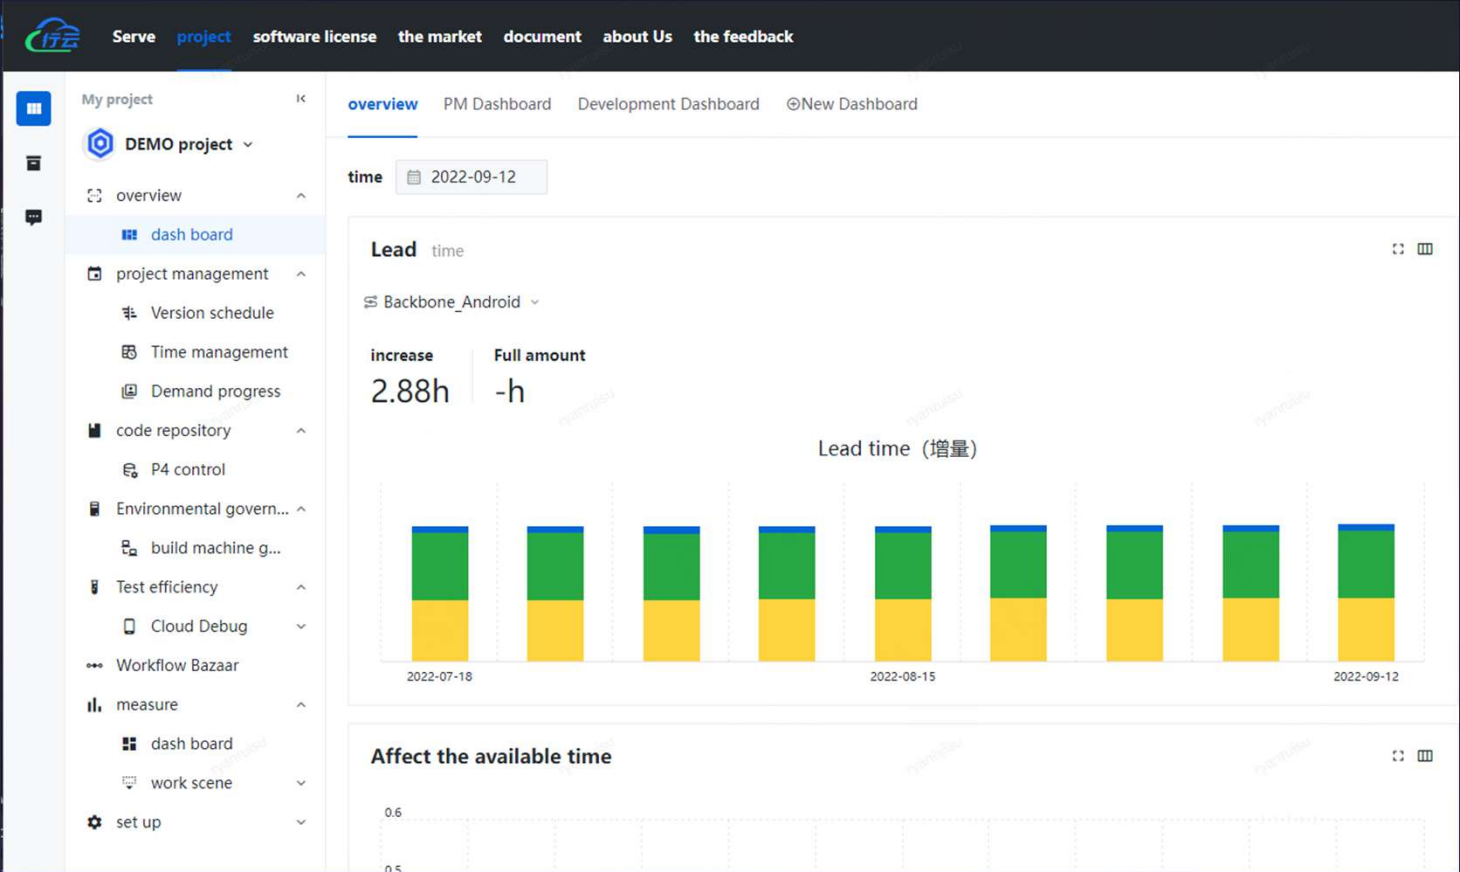 行云
Serve project software license the market document about Us the feedback
My project
DEMO project
overview
dash board
project management
Version schedule
Time management
Demand progress
code repository
P4 control
Environmental govern...
build machine g...
Test efficiency
Cloud Debug
Workflow Bazaar
measure
dash board
work scene
set up
overview PM Dashboard Development Dashboard ⊕New Dashboard
time 2022-09-12
Lead time
Backbone_Android
increase Full amount
2.88h -h
Lead time（增量）
2022-07-18 2022-08-15 2022-09-12
Affect the available time
0.6
0.5